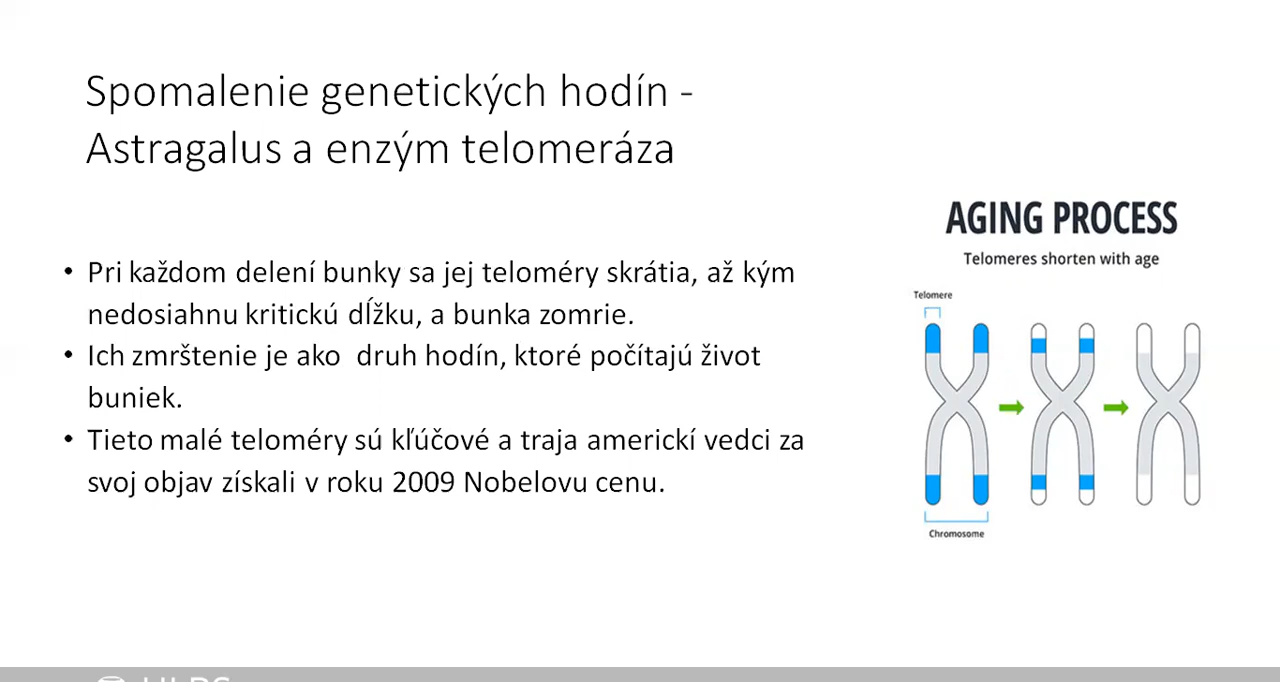 Spomalenie genetických hodín -
Astragalus a enzým telomeráza
• Pri každom delení bunky sa jej teloméry skrátia, až kým
nedosiahnu kritickú dĺžku, a bunka zomrie.
• Ich zmrštenie je ako druh hodín, ktoré počítajú život
buniek.
• Tieto malé teloméry sú kľúčové a traja americkí vedci za
svoj objav získali v roku 2009 Nobelovu cenu.
AGING PROCESS
Telomeres shorten with age
Telomere
Chromosome